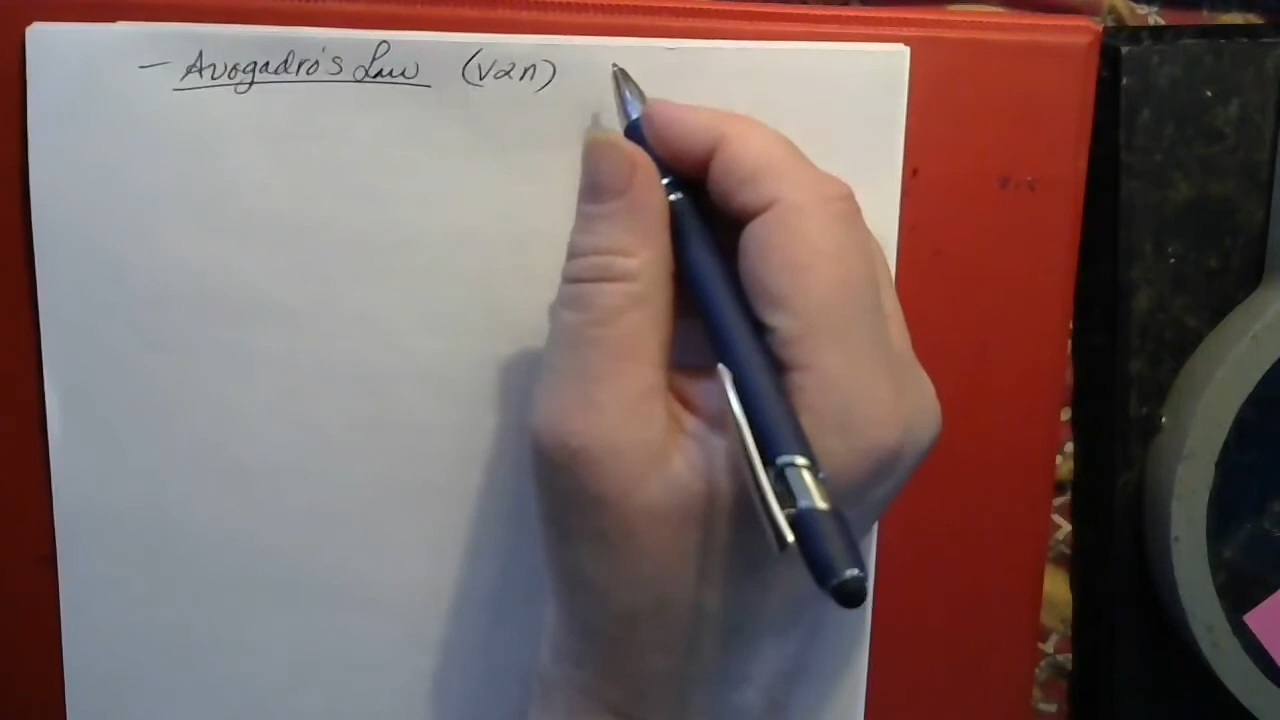 - Avogadro's Law (V α n)